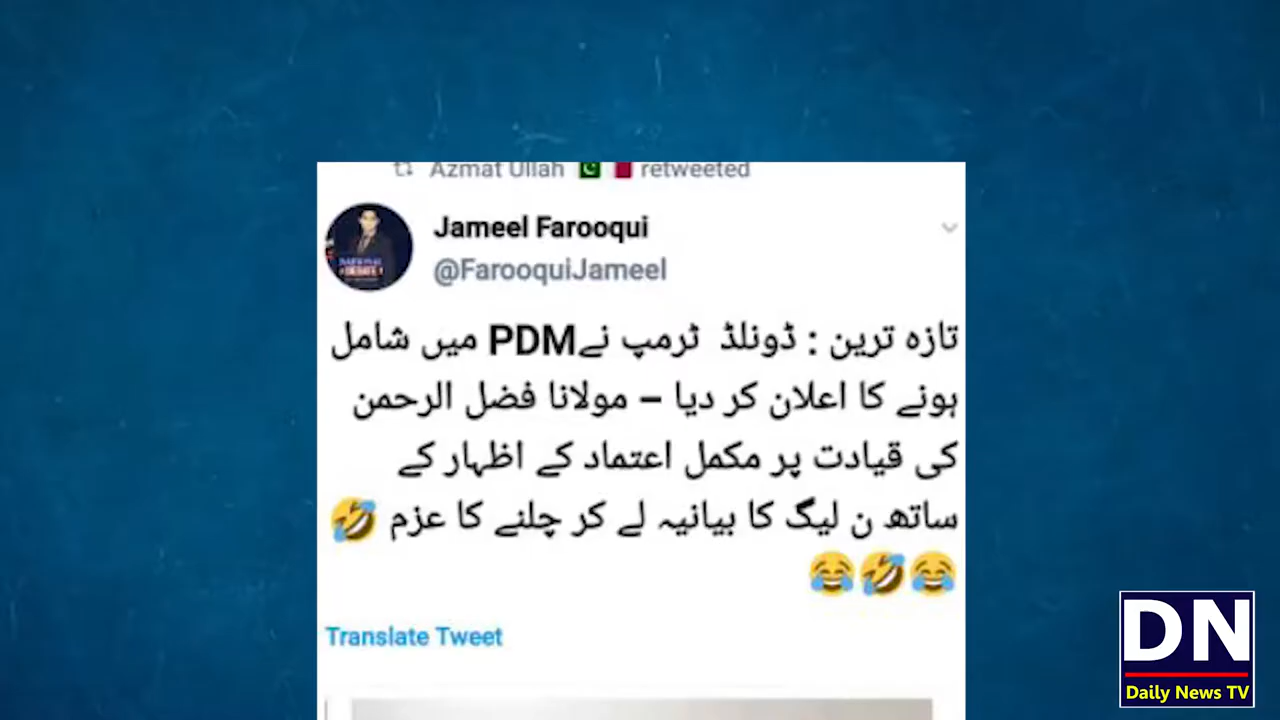 Azmat Ullah 🇵🇰 🇶🇦 retweeted
Jameel Farooqui
@FarooquiJameel
تازہ ترین : ڈونلڈ ٹرمپ نےPDM میں شامل
ہونے کا اعلان کر دیا – مولانا فضل الرحمن
کی قیادت پر مکمل اعتماد کے اظہار کے
ساتھ ن لیگ کا بیانیہ لے کر چلنے کا عزم 🤣
😂🤣😂
Translate Tweet
DN
Daily News TV